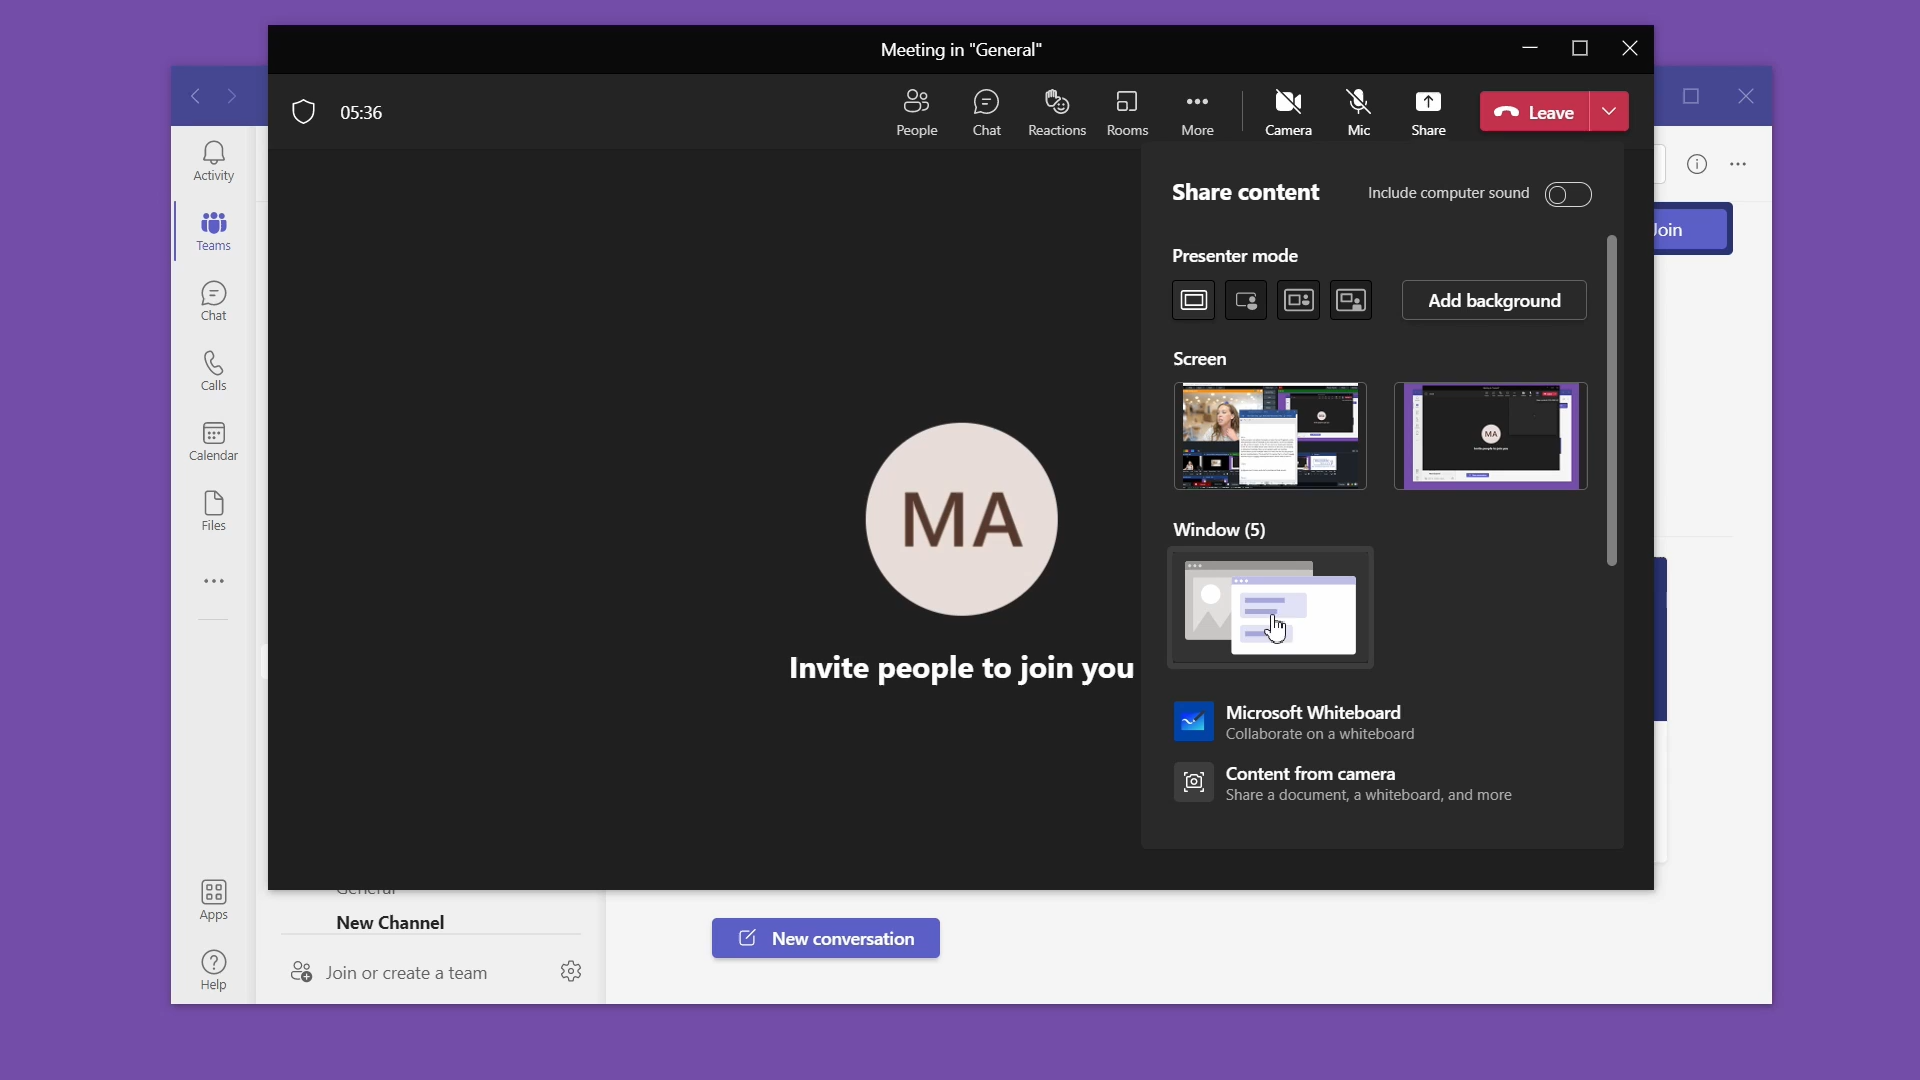 Meeting in "General"
05:36
People
Chat
Reactions
Rooms
More
Camera
Mic
Share
Leave
Activity
Teams
Chat
Calls
Calendar
Files
Apps
Help
Share content
Include computer sound
Presenter mode
Add background
Screen
MA
Window (5)
Microsoft Whiteboard
Collaborate on a whiteboard
Content from camera
Share a document, a whiteboard, and more
MA
Invite people to join you
Join
General
New Channel
Join or create a team
New conversation